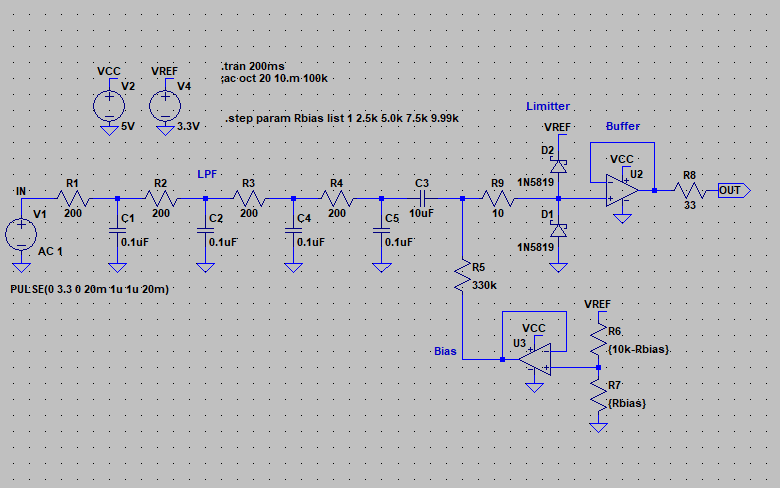 .tran 200ms
;ac oct 20 10.m 100k
VCC
V2
5V
VREF
V4
3.3V
.step param Rbias list 1 2.5k 5.0k 7.5k 9.99k
Limitter
VREF
D2
1N5819
Buffer
VCC
U2
LPF
IN
R1
200
R2
200
R3
200
R4
200
C3
10uF
R9
10
R8
33
OUT
V1
AC 1
C1
0.1uF
C2
0.1uF
C4
0.1uF
C5
0.1uF
D1
1N5819
PULSE(0 3.3 0 20m 1u 1u 20m)
R5
330k
VREF
R6
{10k-Rbias}
VCC
U3
Bias
R7
{Rbias}